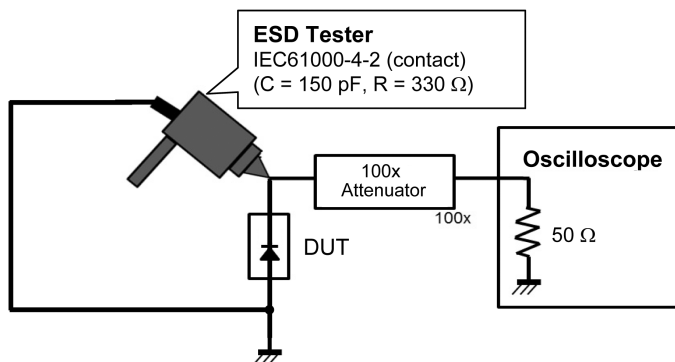 ESD Tester
IEC61000-4-2 (contact)
(C = 150 pF, R = 330 Ω)
100x
Attenuator
100x
Oscilloscope
50 Ω
DUT